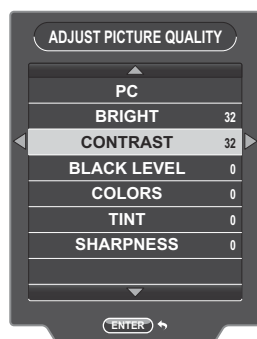 ADJUST PICTURE QUALITY
PC
BRIGHT 32
CONTRAST 32
BLACK LEVEL 0
COLORS 0
TINT 0
SHARPNESS 0
ENTER